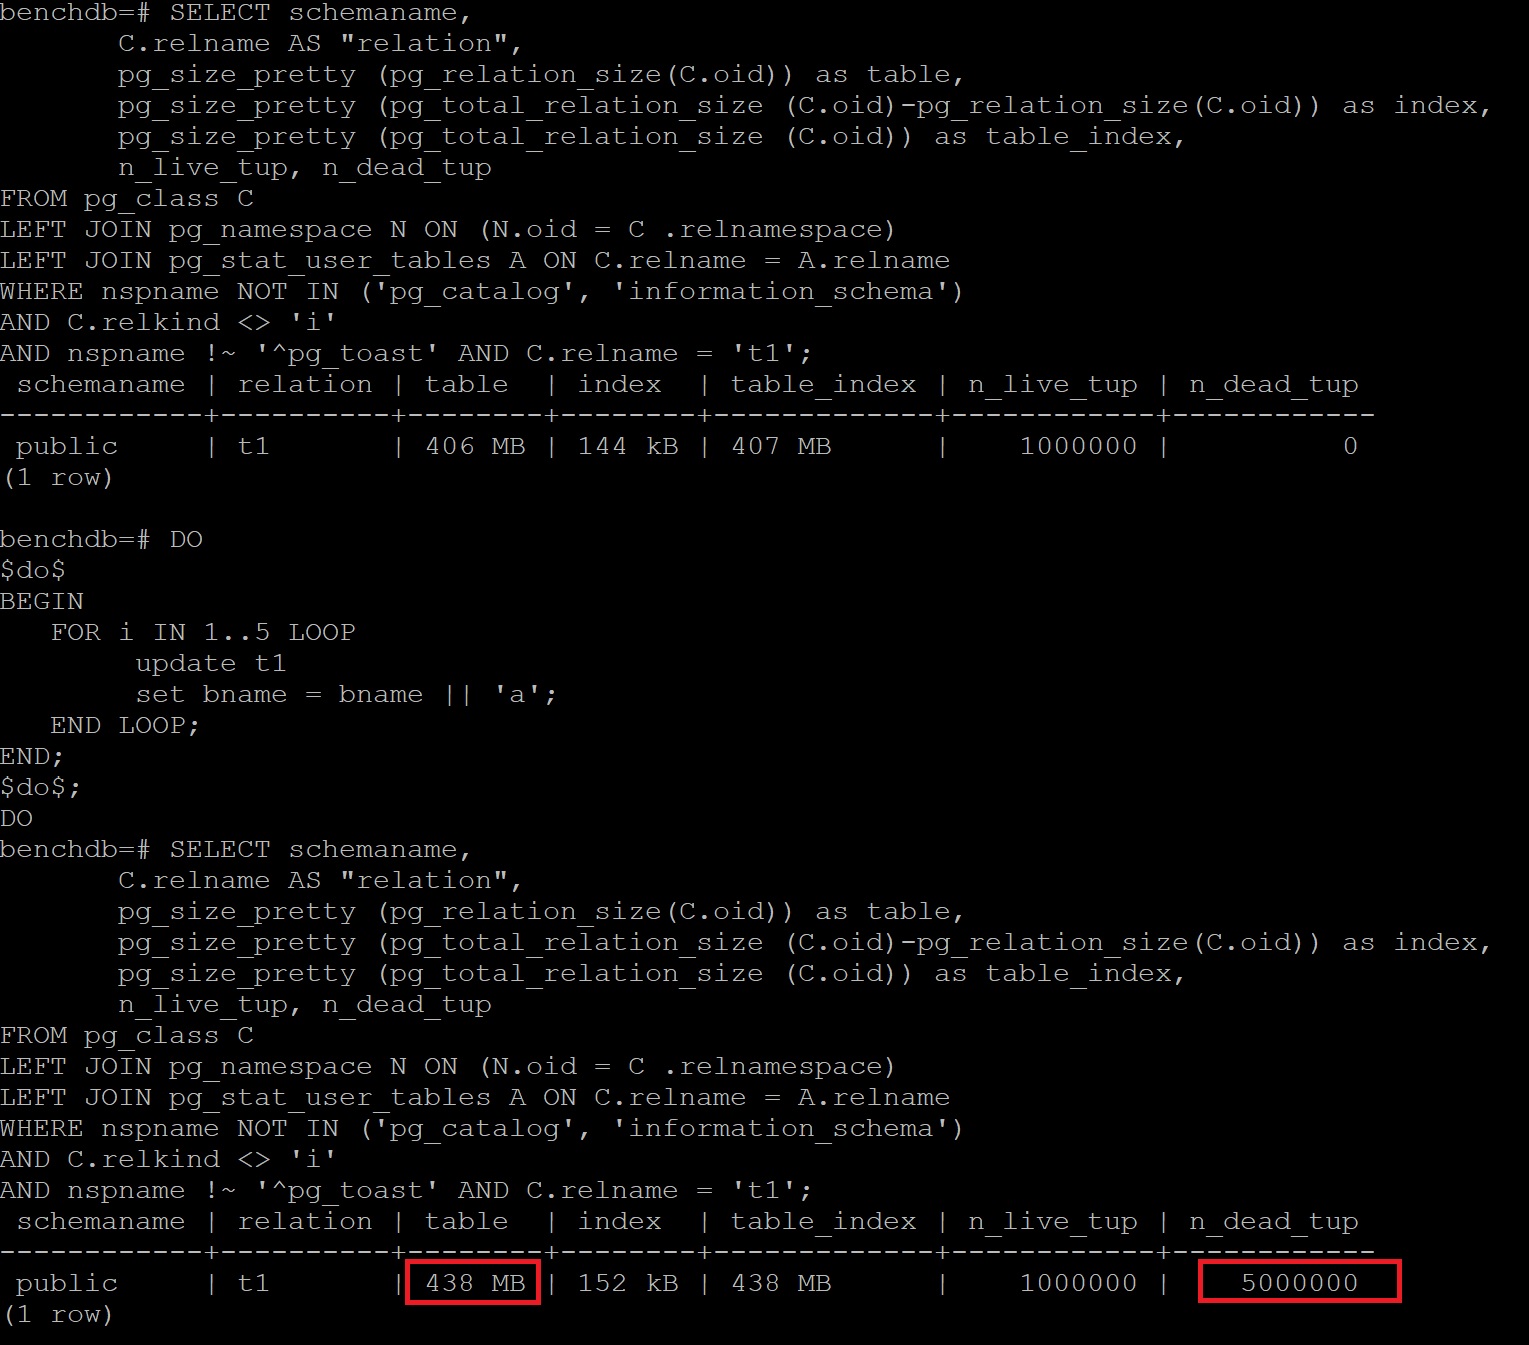 benchdb=# SELECT schemaname,
       C.relname AS "relation",
       pg_size_pretty (pg_relation_size(C.oid)) as table,
       pg_size_pretty (pg_total_relation_size (C.oid)-pg_relation_size(C.oid)) as index,
       pg_size_pretty (pg_total_relation_size (C.oid)) as table_index,
       n_live_tup, n_dead_tup
FROM pg_class C
LEFT JOIN pg_namespace N ON (N.oid = C .relnamespace)
LEFT JOIN pg_stat_user_tables A ON C.relname = A.relname
WHERE nspname NOT IN ('pg_catalog', 'information_schema')
AND C.relkind <> 'i'
AND nspname !~ '^pg_toast' AND C.relname = 't1';
 schemaname | relation | table  | index  | table_index | n_live_tup | n_dead_tup
------------+----------+--------+--------+-------------+------------+------------
 public     | t1       | 406 MB | 144 kB | 407 MB      |    1000000 |          0
(1 row)

benchdb=# DO
$do$
BEGIN
   FOR i IN 1..5 LOOP
        update t1
        set bname = bname || 'a';
   END LOOP;
END;
$do$;
DO
benchdb=# SELECT schemaname,
       C.relname AS "relation",
       pg_size_pretty (pg_relation_size(C.oid)) as table,
       pg_size_pretty (pg_total_relation_size (C.oid)-pg_relation_size(C.oid)) as index,
       pg_size_pretty (pg_total_relation_size (C.oid)) as table_index,
       n_live_tup, n_dead_tup
FROM pg_class C
LEFT JOIN pg_namespace N ON (N.oid = C .relnamespace)
LEFT JOIN pg_stat_user_tables A ON C.relname = A.relname
WHERE nspname NOT IN ('pg_catalog', 'information_schema')
AND C.relkind <> 'i'
AND nspname !~ '^pg_toast' AND C.relname = 't1';
 schemaname | relation | table  | index  | table_index | n_live_tup | n_dead_tup
------------+----------+--------+--------+-------------+------------+------------
 public     | t1       | 438 MB | 152 kB | 438 MB      |    1000000 |    5000000
(1 row)